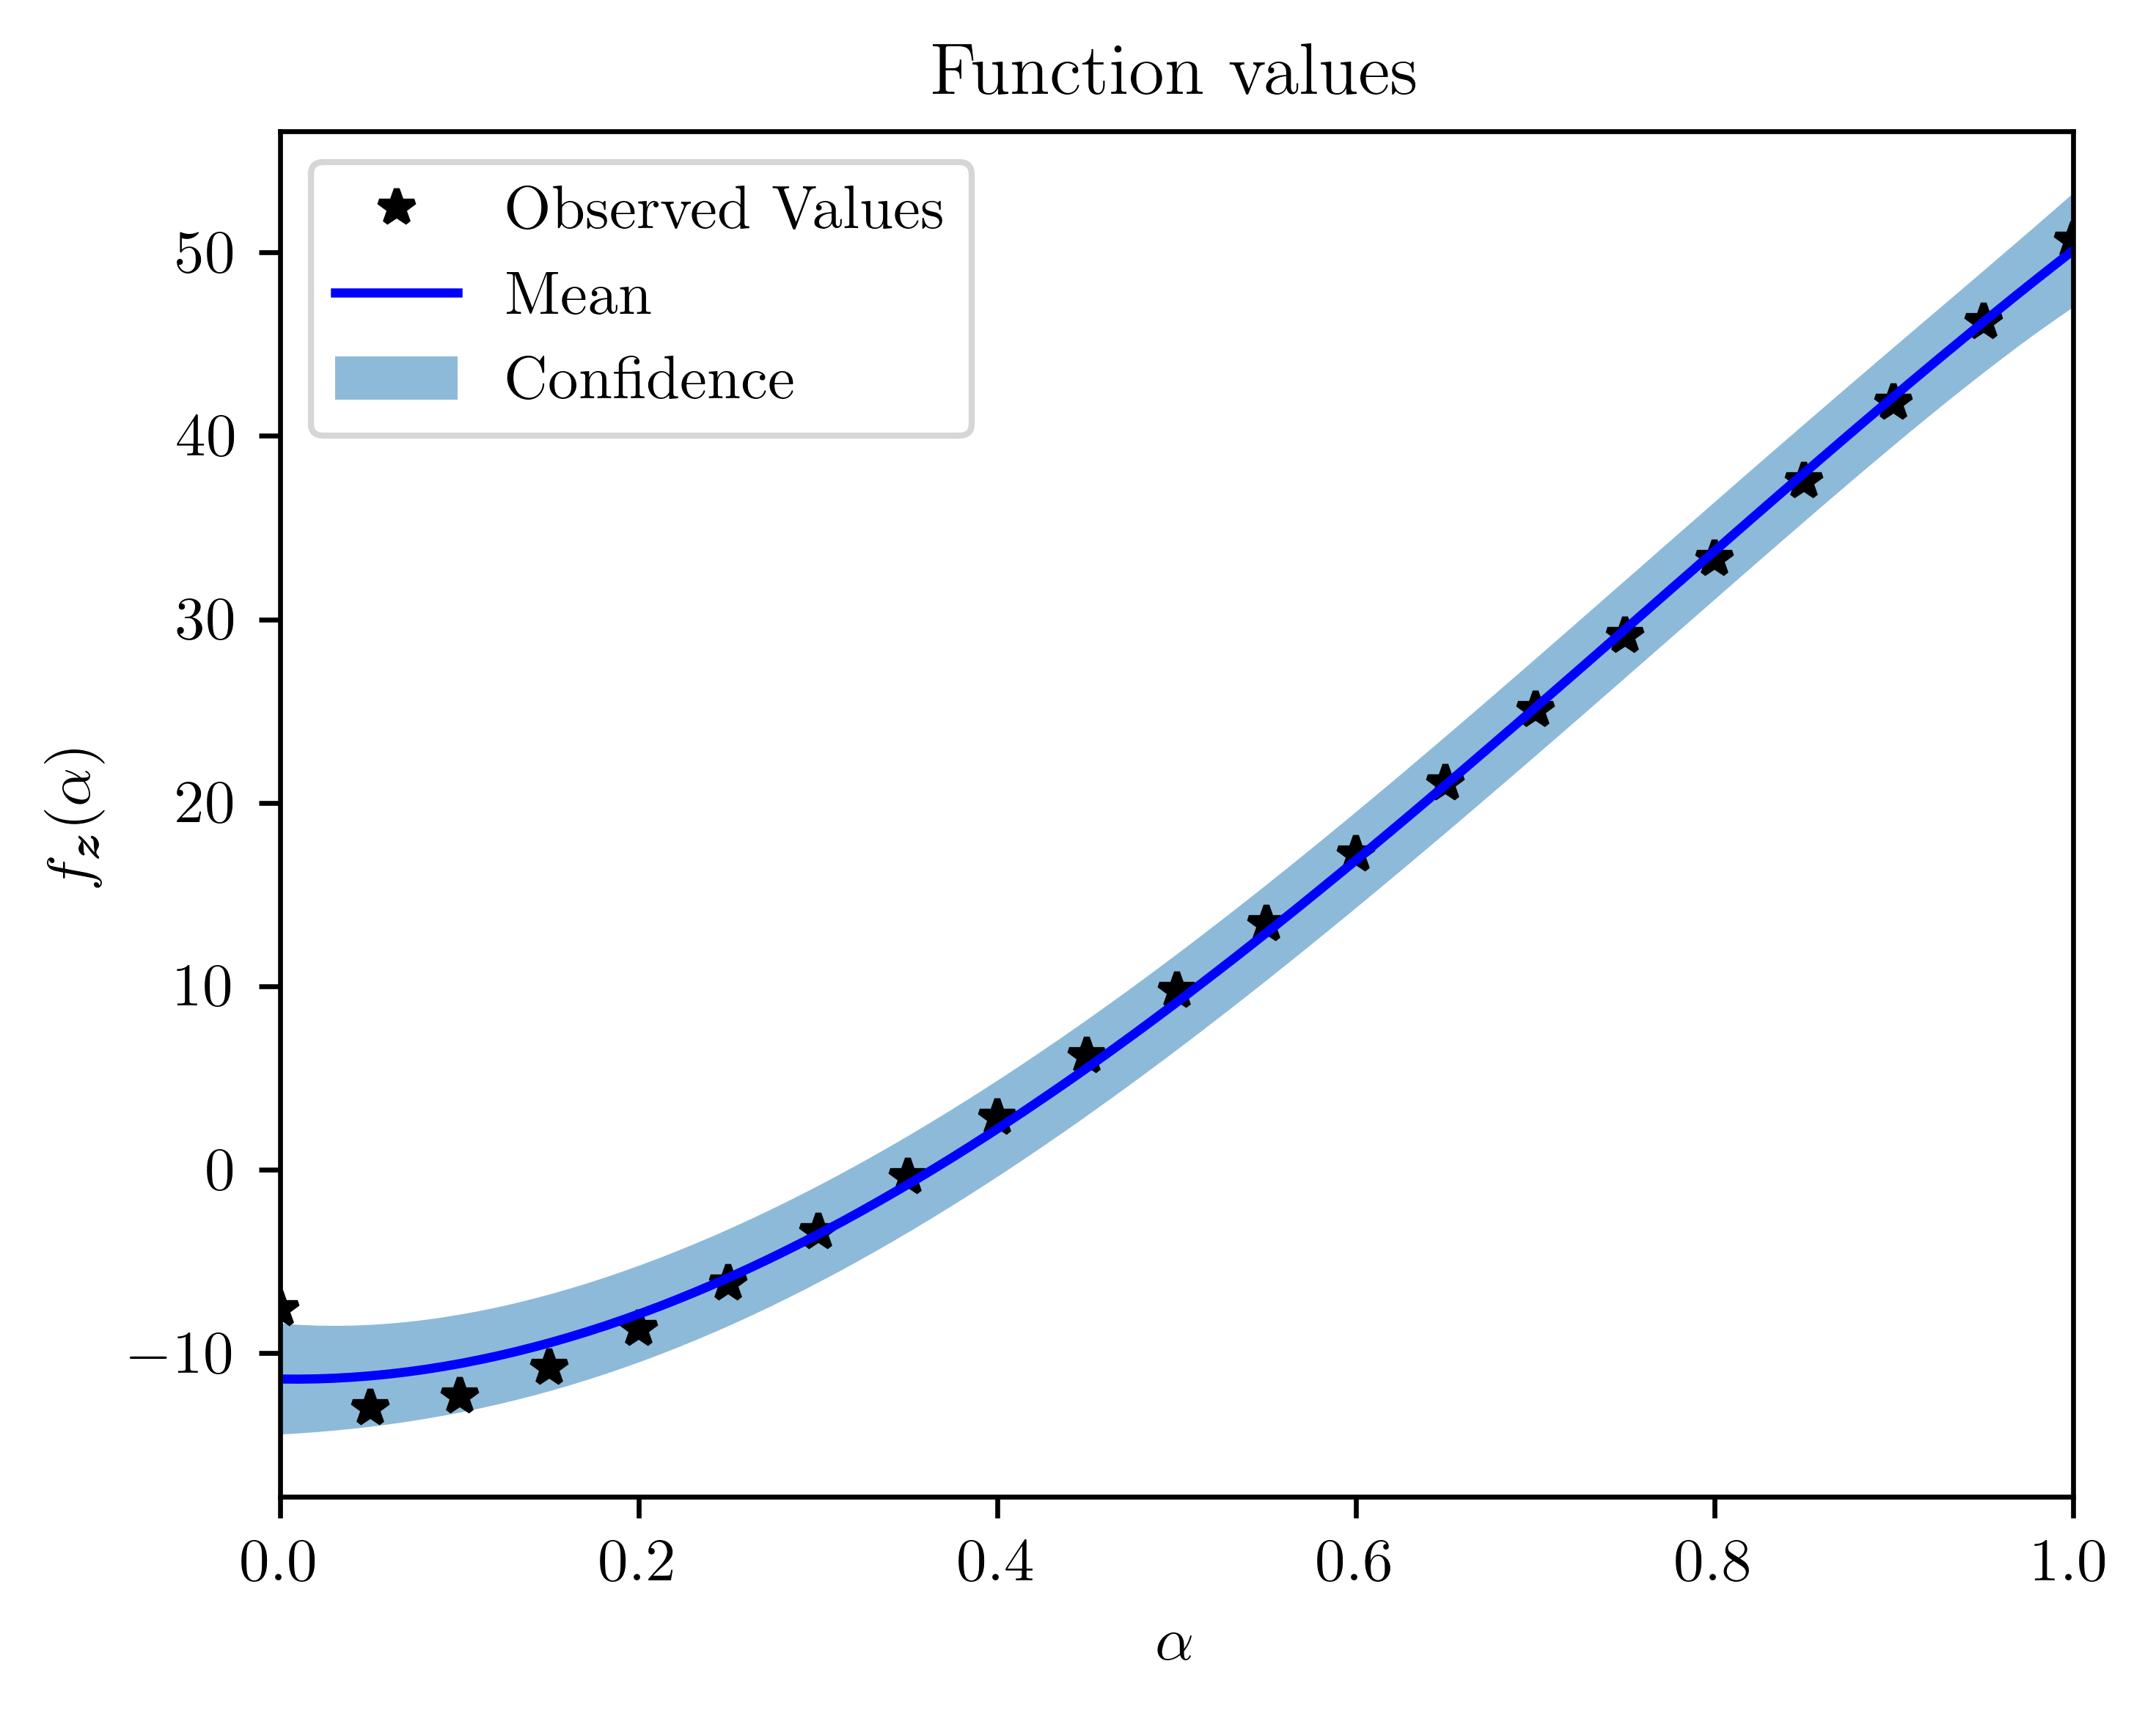 Function values
Observed Values
Mean
Confidence
50
40
30
20
10
0
−10
f_z(α)
0.0 0.2 0.4 0.6 0.8 1.0
α